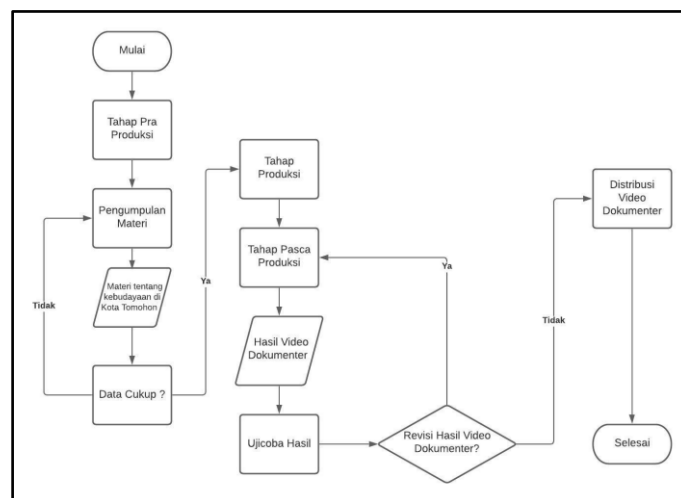 Mulai
Tahap Pra
Produksi
Pengumpulan
Materi
Materi tentang
kebudayaan di
Kota Tomohon
Data Cukup ?
Tidak
Ya
Tahap
Produksi
Tahap Pasca
Produksi
Hasil Video
Dokumenter
Ujicoba Hasil
Revisi Hasil Video
Dokumenter?
Ya
Tidak
Distribusi
Video
Dokumenter
Selesai